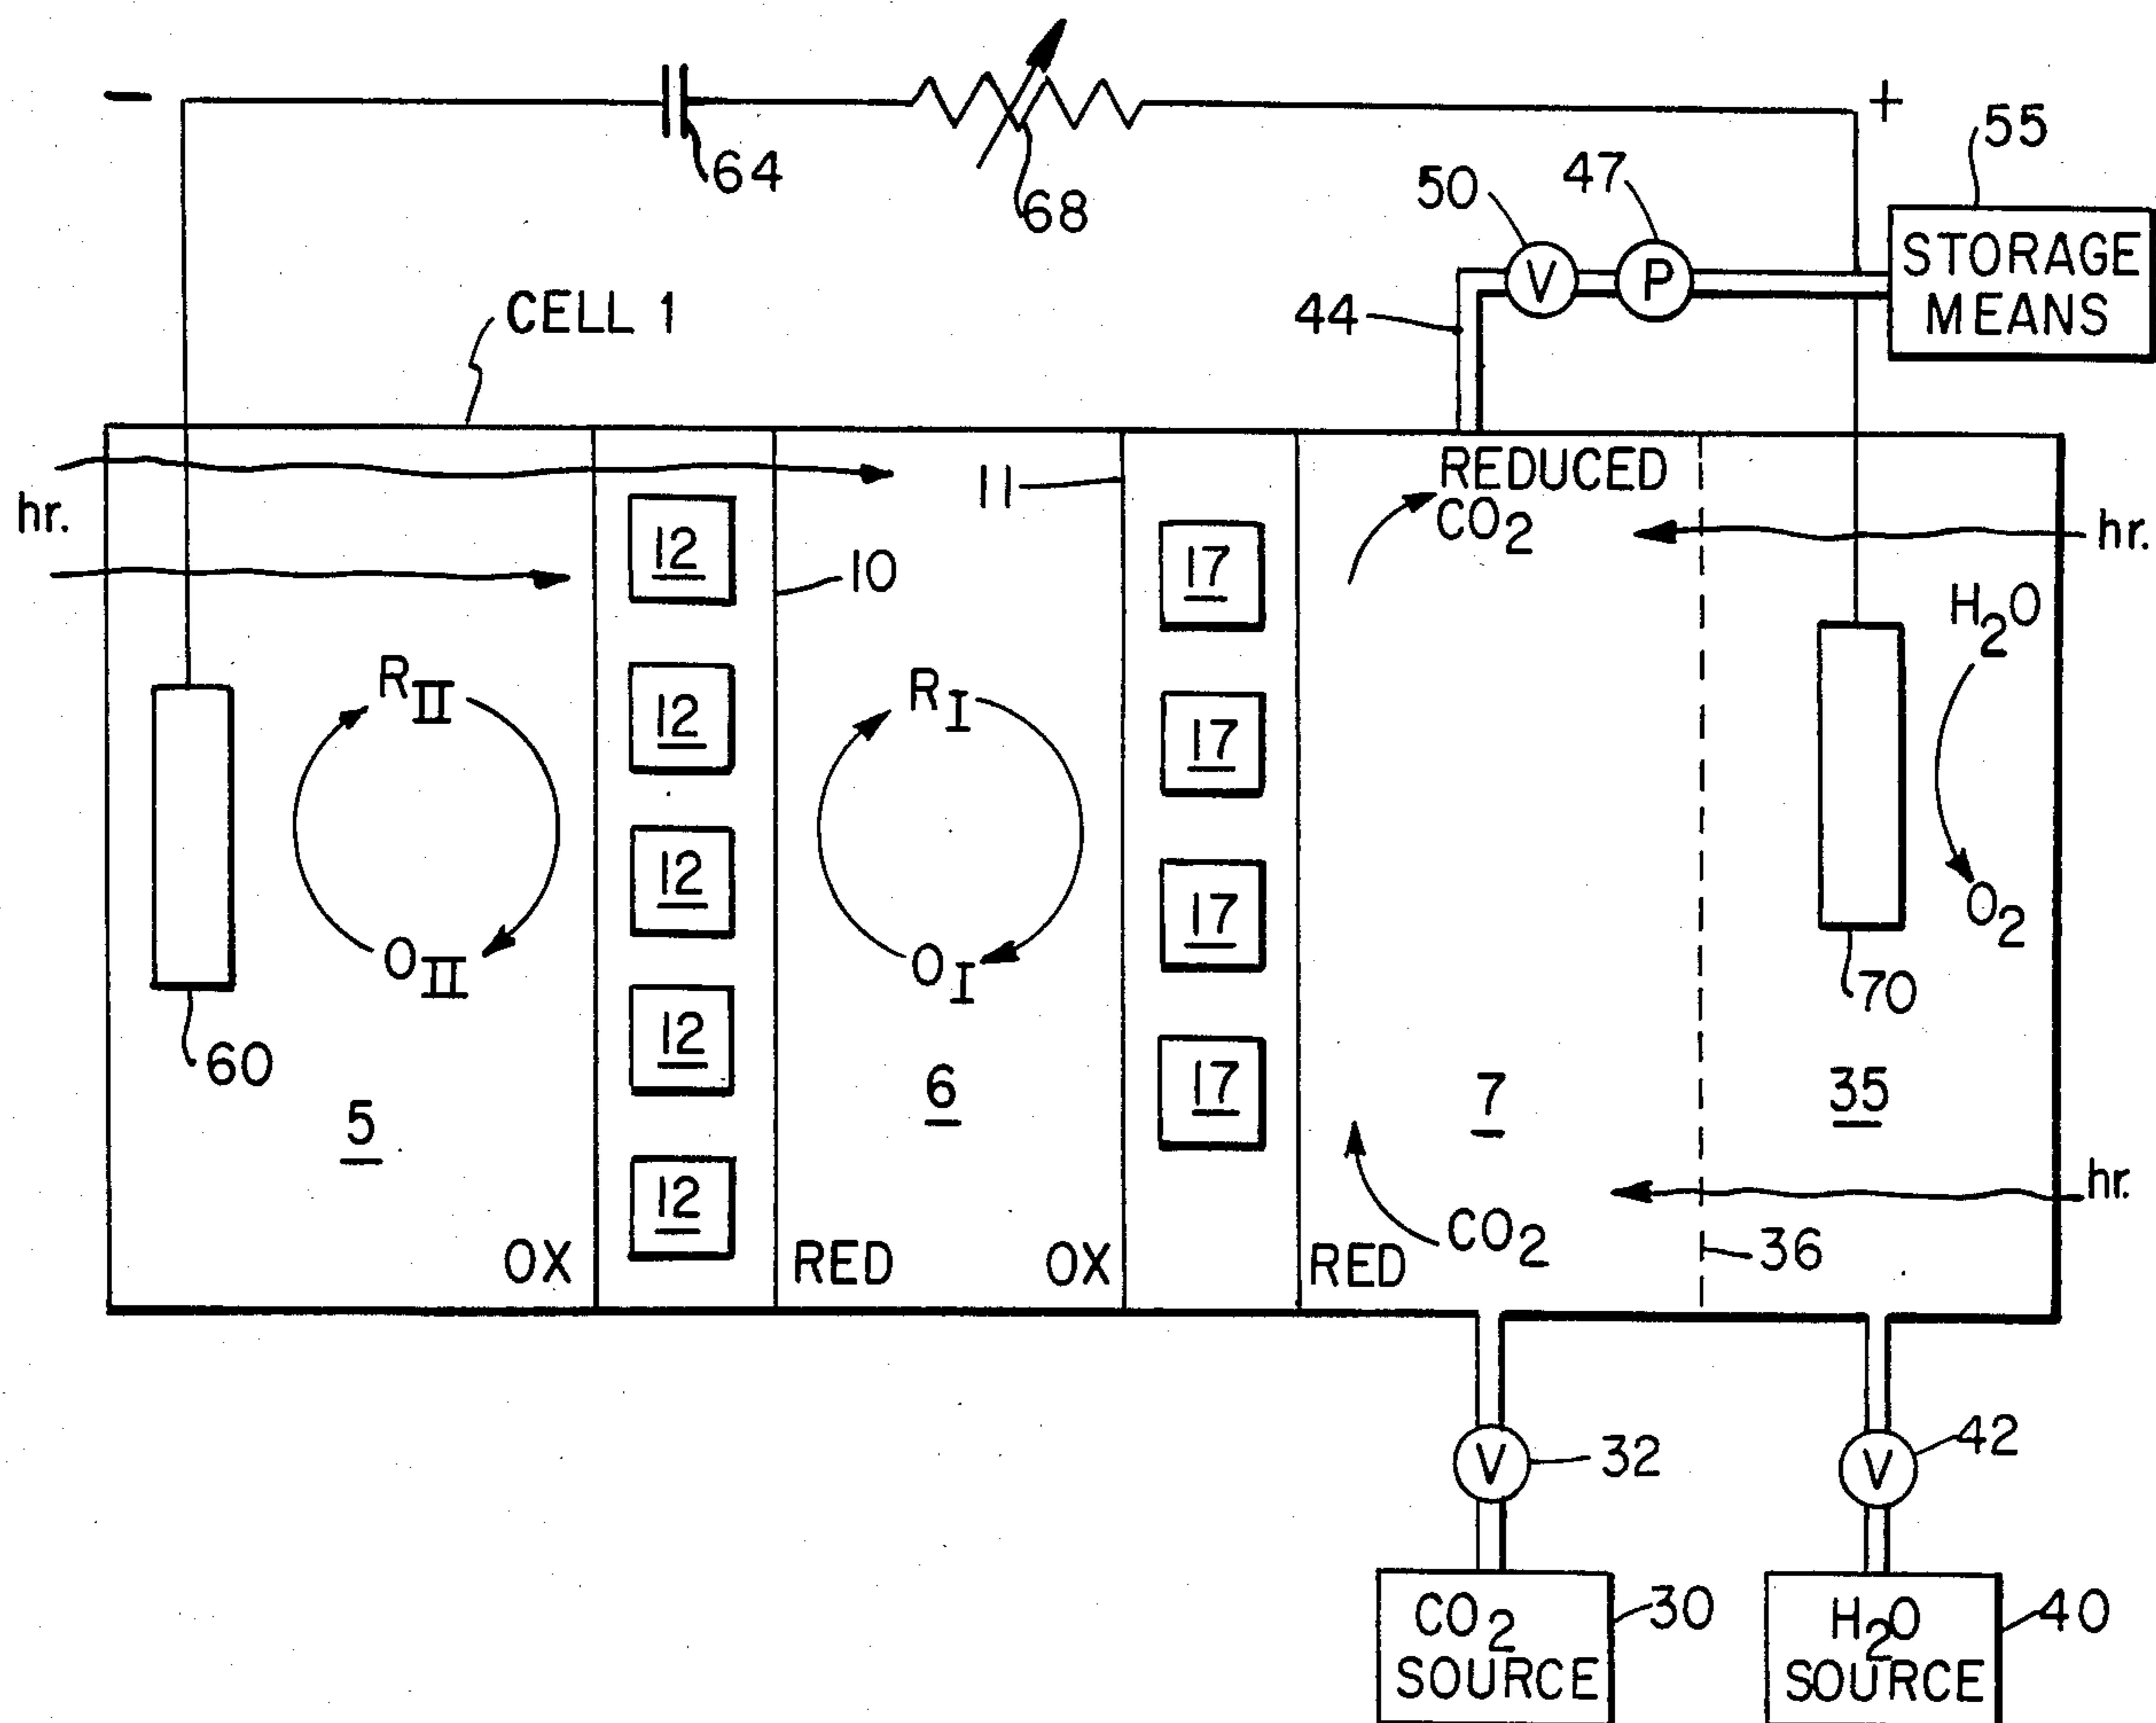 − +
55
64
68
50 47
V P
STORAGE
MEANS
44
CELL 1
hr.
11
REDUCED
CO2
hr.
12
10
17
H2O
RII
12
RI
17
12
17
OII
OI
O2
70
12
60
5
6
17
7
35
12
OX
RED
OX
RED
CO2
hr.
36
V 32
V 42
CO2
SOURCE
30
H2O
SOURCE
40